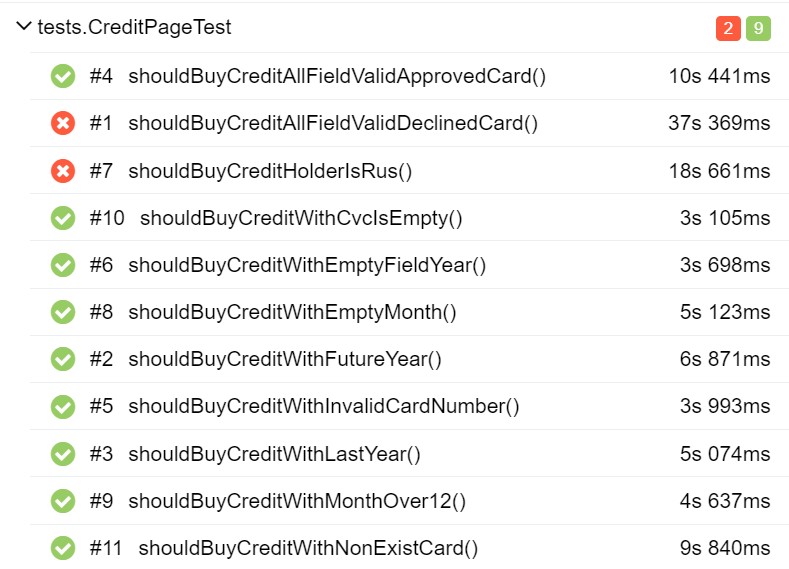 tests.CreditPageTest 2 9
#4 shouldBuyCreditAllFieldValidApprovedCard() 10s 441ms
#1 shouldBuyCreditAllFieldValidDeclinedCard() 37s 369ms
#7 shouldBuyCreditHolderIsRus() 18s 661ms
#10 shouldBuyCreditWithCvcIsEmpty() 3s 105ms
#6 shouldBuyCreditWithEmptyFieldYear() 3s 698ms
#8 shouldBuyCreditWithEmptyMonth() 5s 123ms
#2 shouldBuyCreditWithFutureYear() 6s 871ms
#5 shouldBuyCreditWithInvalidCardNumber() 3s 993ms
#3 shouldBuyCreditWithLastYear() 5s 074ms
#9 shouldBuyCreditWithMonthOver12() 4s 637ms
#11 shouldBuyCreditWithNonExistCard() 9s 840ms